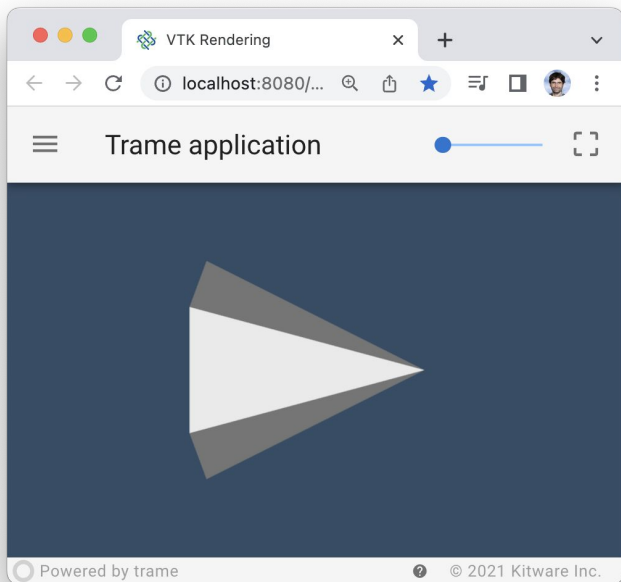 VTK Rendering
localhost:8080/...
Trame application
Powered by trame
© 2021 Kitware Inc.